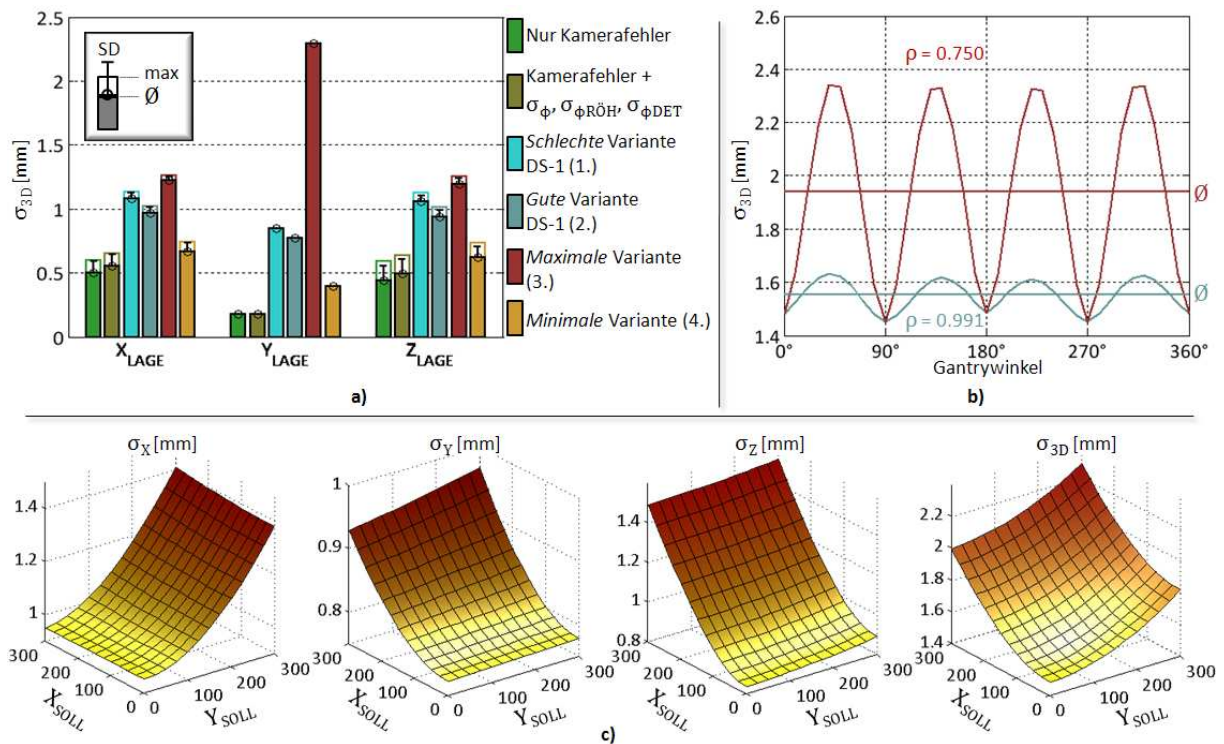 2.5
2
1.5
1
0.5
0
σ3D [mm]
SD
max
Ø
XLAGE
YLAGE
ZLAGE
Nur Kamerafehler
Kamerafehler +
σϕ, σϕRÖH, σϕDET
Schlechte Variante
DS-1 (1.)
Gute Variante
DS-1 (2.)
Maximale Variante
(3.)
Minimale Variante (4.)
a)
2.6
2.4
2.2
2
1.8
1.6
1.4
σ3D [mm]
ρ = 0.750
Ø
Ø
ρ = 0.991
0° 90° 180° 270° 360°
Gantrywinkel
b)
σX [mm]
1.4
1.2
1
300
200
100
0
XSOLL
0
100
200
300
YSOLL
σY [mm]
1
0.9
0.8
300
200
100
0
XSOLL
0
100
200
300
YSOLL
σZ [mm]
1.4
1.2
1
0.8
300
200
100
0
XSOLL
0
100
200
300
YSOLL
σ3D [mm]
2.2
2
1.8
1.6
1.4
300
200
100
0
XSOLL
0
100
200
300
YSOLL
c)